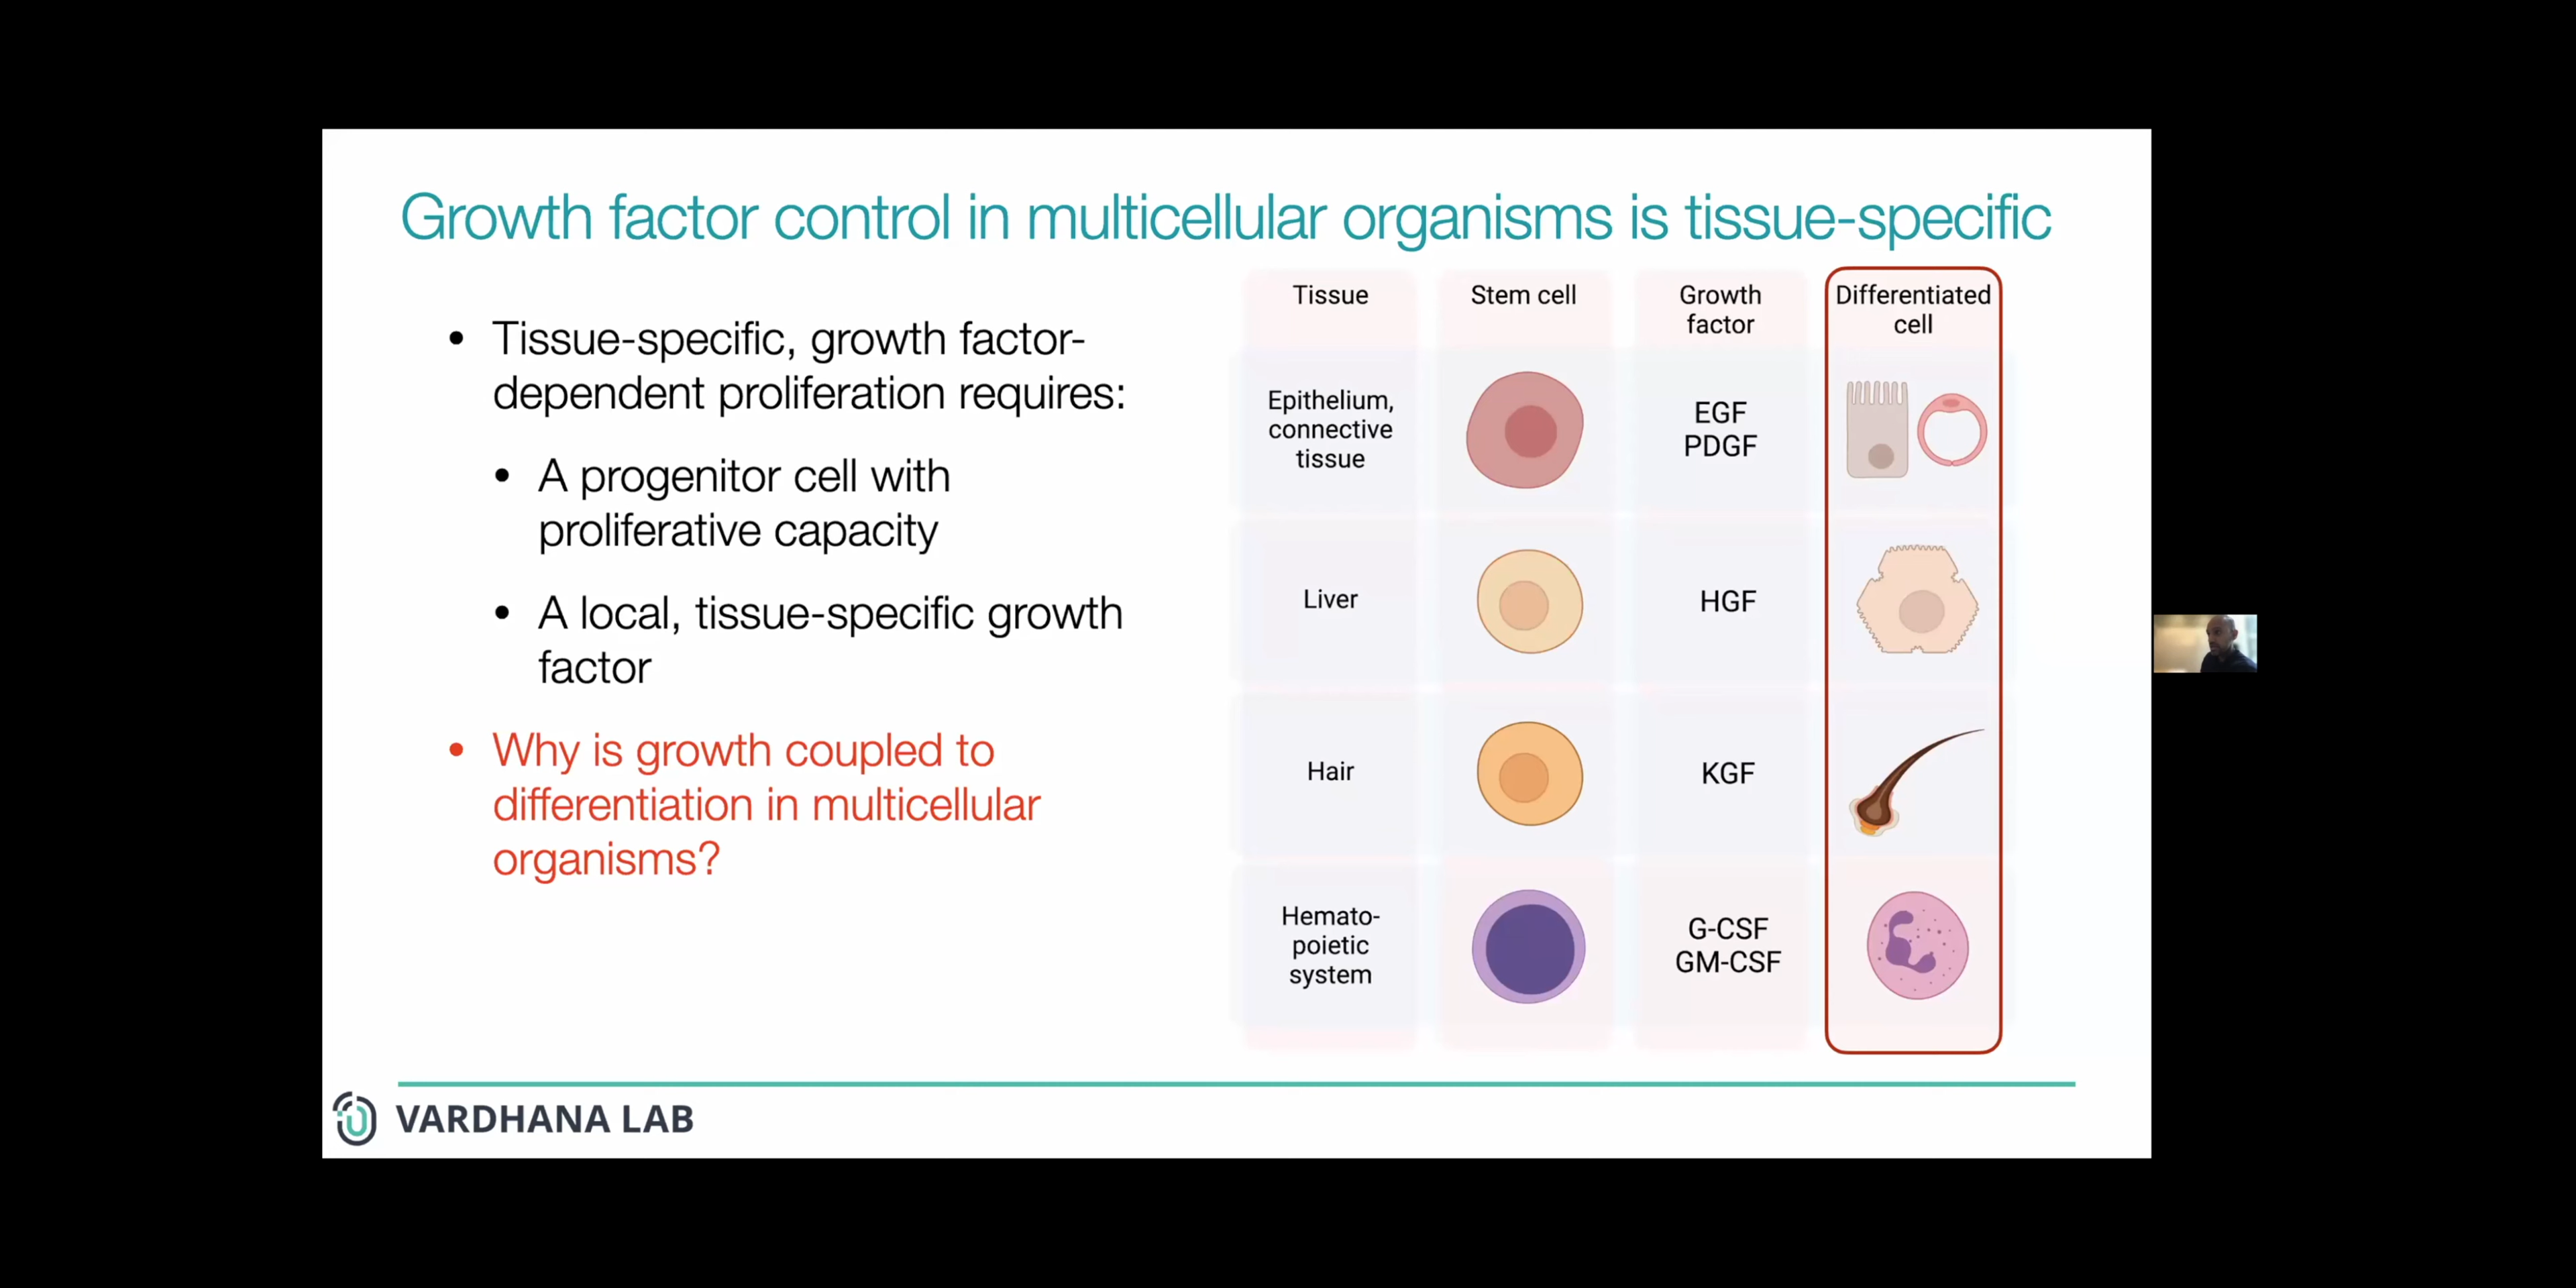 Growth factor control in multicellular organisms is tissue-specific
• Tissue-specific, growth factor-
dependent proliferation requires:
• A progenitor cell with
proliferative capacity
• A local, tissue-specific growth
factor
• Why is growth coupled to
differentiation in multicellular
organisms?
Tissue
Stem cell
Growth
factor
Differentiated
cell
Epithelium,
connective
tissue
EGF
PDGF
Liver
HGF
Hair
KGF
Hemato-
poietic
system
G-CSF
GM-CSF
VARDHANA LAB